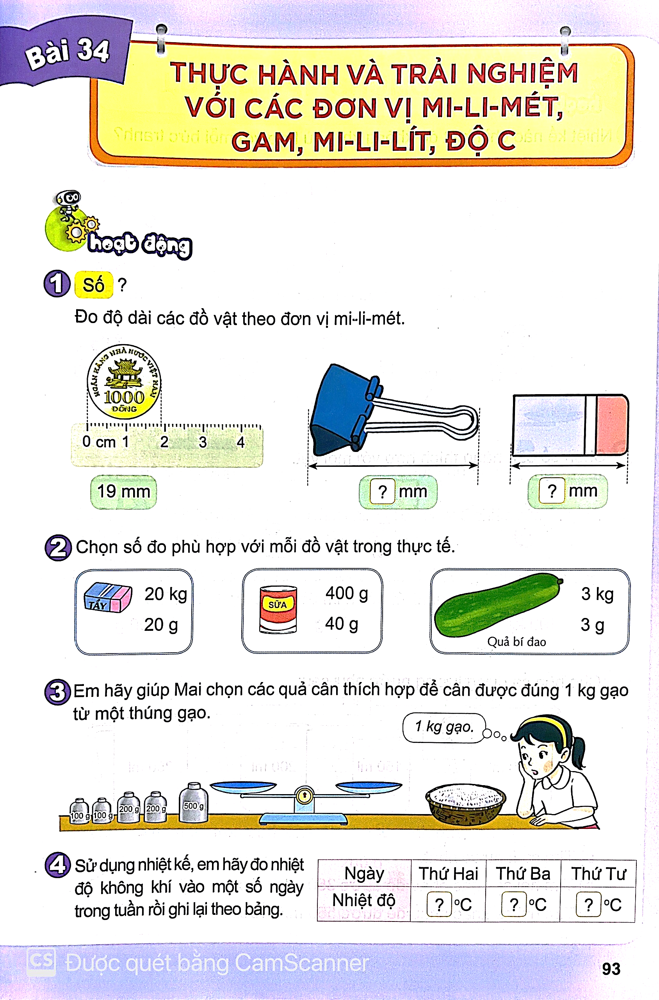 Bài 34
THỰC HÀNH VÀ TRẢI NGHIỆM
VỚI CÁC ĐƠN VỊ MI-LI-MÉT,
GAM, MI-LI-LÍT, ĐỘ C
hoạt động
1 Số ?
Đo độ dài các đồ vật theo đơn vị mi-li-mét.
NGÂN HÀNG NHÀ NƯỚC VIỆT NAM
1000
ĐỒNG
0 cm 1 2 3 4
19 mm
? mm
? mm
2 Chọn số đo phù hợp với mỗi đồ vật trong thực tế.
TẨY
20 kg
20 g
SỮA
400 g
40 g
3 kg
3 g
Quả bí đao
3 Em hãy giúp Mai chọn các quả cân thích hợp để cân được đúng 1 kg gạo
từ một thúng gạo.
1 kg gạo.
100 g 100 g 200 g 200 g 500 g
4 Sử dụng nhiệt kế, em hãy đo nhiệt
độ không khí vào một số ngày
trong tuần rồi ghi lại theo bảng.
Ngày Thứ Hai Thứ Ba Thứ Tư
Nhiệt độ ? °C ? °C ? °C
CS Được quét bằng CamScanner
93